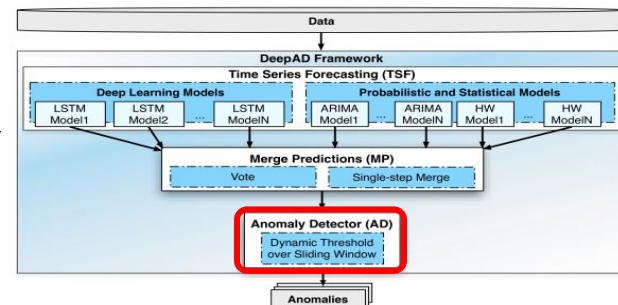 Data
DeepAD Framework
Time Series Forecasting (TSF)
Deep Learning Models
Probabilistic and Statistical Models
LSTM Model1
LSTM Model2
...
LSTM ModelN
ARIMA Model1
...
ARIMA ModelN
HW Model1
...
HW ModelN
Merge Predictions (MP)
Vote
Single-step Merge
Anomaly Detector (AD)
Dynamic Threshold
over Sliding Window
Anomalies